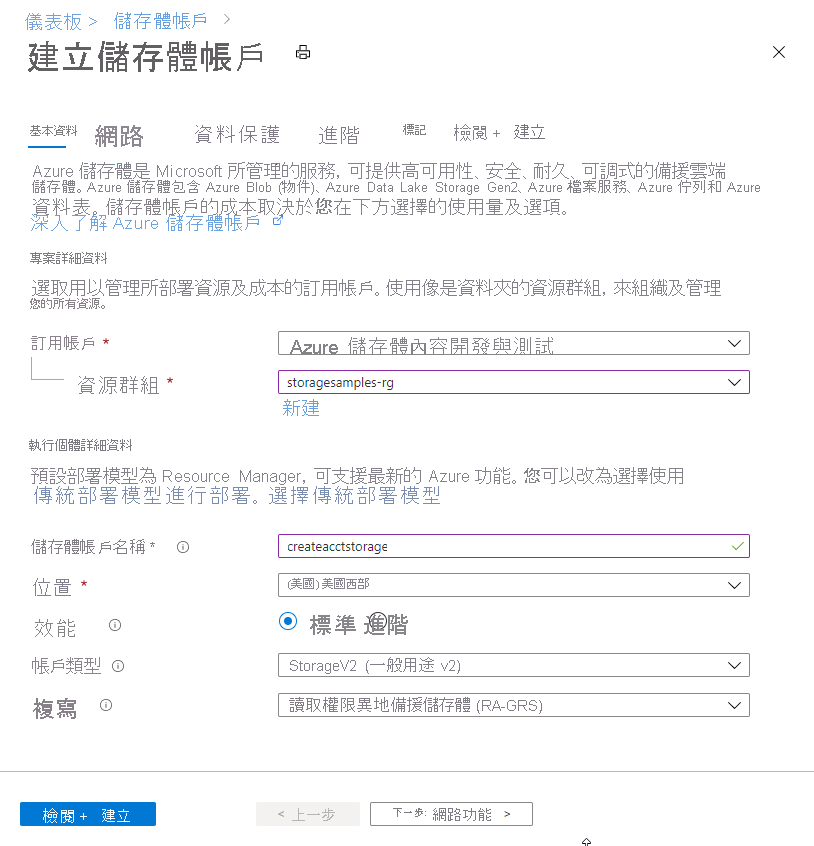 儀表板 > 儲存體帳戶 >
建立儲存體帳戶
基本資料 網路 資料保護 進階 標記 檢閱 + 建立
Azure 儲存體是 Microsoft 所管理的服務, 可提供高可用性、安全、耐久、可調式的備援雲端
儲存體。Azure 儲存體包含 Azure Blob (物件)、Azure Data Lake Storage Gen2、Azure 檔案服務、Azure 佇列和 Azure
資料表。儲存體帳戶的成本取決於您在下方選擇的使用量及選項。
深入了解 Azure 儲存體帳戶
專案詳細資料
選取用以管理所部署資源及成本的訂用帳戶。使用像是資料夾的資源群組, 來組織及管理
您的所有資源。
訂用帳戶 * Azure 儲存體內容開發與測試
資源群組 * storagesamples-rg
新建
執行個體詳細資料
預設部署模型為 Resource Manager, 可支援最新的 Azure 功能。您可以改為選擇使用
傳統部署模型進行部署。選擇傳統部署模型
儲存體帳戶名稱 * createacctstorage
位置 * (美國) 美國西部
效能 標準 進階
帳戶類型 StorageV2 (一般用途 v2)
複寫 讀取權限異地備援儲存體 (RA-GRS)
檢閱 + 建立 < 上一步 下一步: 網路功能 >